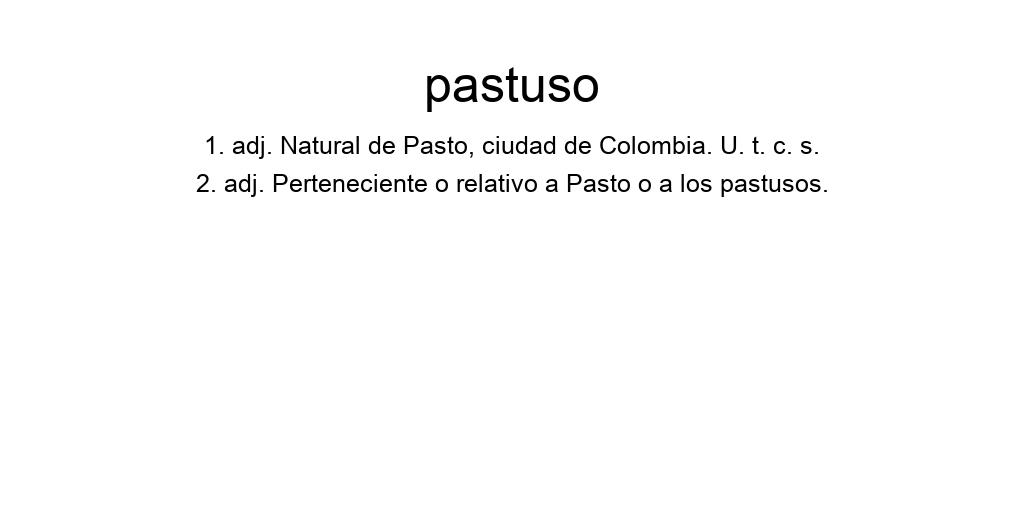 pastuso
1. adj. Natural de Pasto, ciudad de Colombia. U. t. c. s.
2. adj. Perteneciente o relativo a Pasto o a los pastusos.